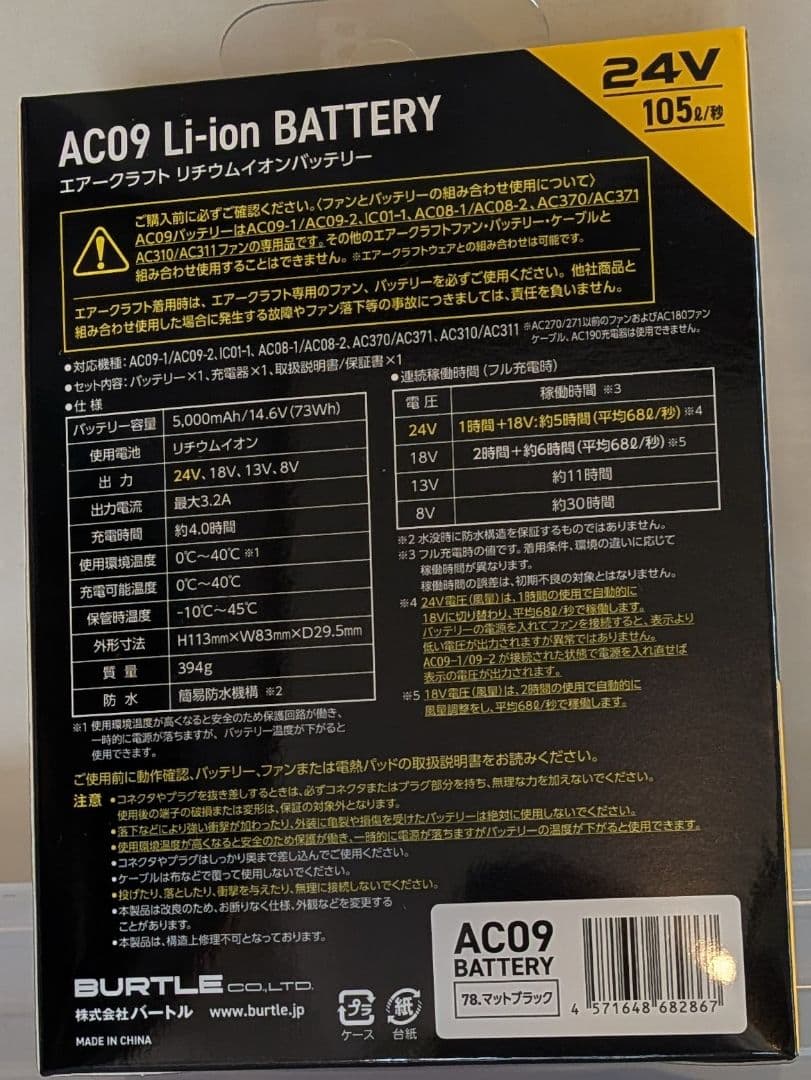 24V
105ℓ/秒
AC09 Li-ion BATTERY
エアークラフト リチウムイオンバッテリー
ご購入前に必ずご確認ください。〈ファンとバッテリーの組み合わせ使用について〉
AC09バッテリーはAC09-1/AC09-2、IC01-1、AC08-1/AC08-2、AC370/AC371
AC310/AC311ファンの専用品です。その他のエアークラフトファン・バッテリー・ケーブルと
組み合わせ使用することはできません。※エアークラフトウェアとの組み合わせは可能です。
エアークラフト着用時は、エアークラフト専用のファン、バッテリーを必ずご使用ください。他社商品と
組み合わせ使用した場合に発生する故障やファン落下等の事故につきましては、責任を負いません。
●対応機種：AC09-1/AC09-2、IC01-1、AC08-1/AC08-2、AC370/AC371、AC310/AC311 ※AC270/271以前のファンおよびAC180ファン
ケーブル、AC190充電器は使用できません。
●セット内容：バッテリー×1、充電器×1、取扱説明書/保証書×1
●仕様
バッテリー容量 5,000mAh/14.6V(73Wh)
使用電池 リチウムイオン
出力 24V、18V、13V、8V
出力電流 最大3.2A
充電時間 約4.0時間
使用環境温度 0℃～40℃ ※1
充電可能温度 0℃～40℃
保管時温度 -10℃～45℃
外形寸法 H113mm×W83mm×D29.5mm
質量 394g
防水 簡易防水機構 ※2
※1 使用環境温度が高くなると安全のため保護回路が働き、
一時的に電源が落ちますが、バッテリー温度が下がると
使用できます。
●連続稼働時間（フル充電時）
電圧 稼働時間 ※3
24V 1時間＋18V：約5時間（平均68ℓ/秒）※4
18V 2時間＋約6時間（平均68ℓ/秒）※5
13V 約11時間
8V 約30時間
※2 水没時に防水構造を保証するものではありません。
※3 フル充電時の値です。着用条件、環境の違いに応じて
稼働時間が異なります。
稼働時間の誤差は、初期不良の対象とはなりません。
※4 24V電圧（風量）は、1時間の使用で自動的に
18Vに切り替わり、平均68ℓ/秒で稼働します。
バッテリーの電源を入れてファンを接続すると、表示より
低い電圧が出力されますが異常ではありません。
AC09-1/09-2 が接続された状態で電源を入れ直せば
表示の電圧が出力されます。
※5 18V電圧（風量）は、2時間の使用で自動的に
風量調整をし、平均68ℓ/秒で稼働します。
ご使用前に動作確認、バッテリー、ファンまたは電熱パッドの取扱説明書をお読みください。
注意 ●コネクタやプラグを抜き差しするときは、必ずコネクタまたはプラグ部分を持ち、無理な力を加えないでください。
使用後の端子の破損または変形は、保証の対象外となります。
●落下などにより強い衝撃が加わったり、外装に亀裂や損傷を受けたバッテリーは絶対に使用しないでください。
●使用環境温度が高くなると安全のため保護が働き、一時的に電源が落ちますがバッテリーの温度が下がると使用できます。
●コネクタやプラグはしっかり奥まで差し込んでご使用ください。
●ケーブルは布などで覆って使用しないでください。
●投げたり、落としたり、衝撃を与えたり、無理に接続しないでください。
●本製品は改良のため、お断りなく仕様、外観などを変更する
ことがあります。
●本製品は、構造上修理不可となっております。
BURTLE CO.,LTD.
株式会社バートル www.burtle.jp
MADE IN CHINA
プラ
ケース
紙
台紙
AC09
BATTERY
78.マットブラック
4 571648 682867